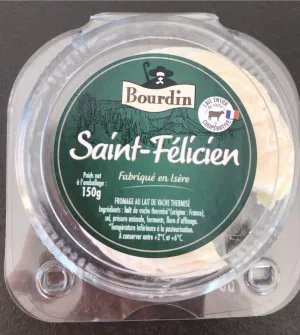 Bourdin
LAIT ENTIER
COOPÉRATIVE
Saint-Félicien
Fabriqué en Isère
Poids net
à l'emballage :
150g
FROMAGE AU LAIT DE VACHE THERMISÉ
Ingrédients : lait de vache thermisé*(origine : France),
sel, présure animale, ferments, flore d'affinage.
*Température inférieure à la pasteurisation.
À conserver entre +2°C et +6°C